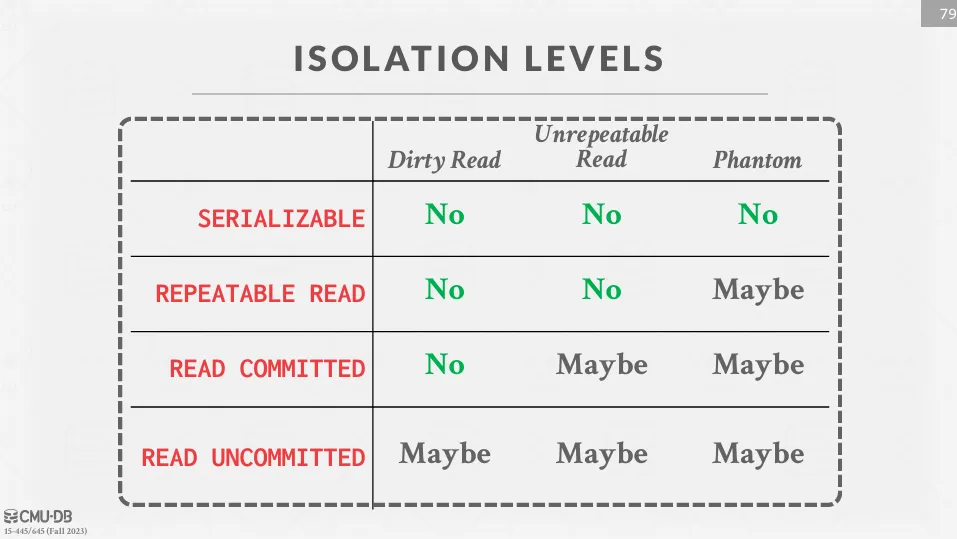 79
ISOLATION LEVELS
Dirty Read Unrepeatable Read Phantom
SERIALIZABLE No No No
REPEATABLE READ No No Maybe
READ COMMITTED No Maybe Maybe
READ UNCOMMITTED Maybe Maybe Maybe
CMU·DB
15-445/645 (Fall 2023)